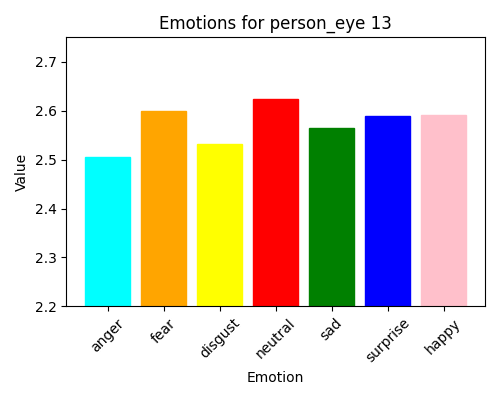 Emotions for person_eye 13
Value
2.7
2.6
2.5
2.4
2.3
2.2
anger
fear
disgust
neutral
sad
surprise
happy
Emotion